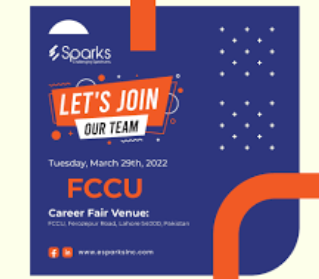 Sparks
LET'S JOIN
OUR TEAM
Tuesday, March 29th, 2022
FCCU
Career Fair Venue:
FCCU, Ferozepur Road, Lahore 54000, Pakistan
www.esparksinc.com